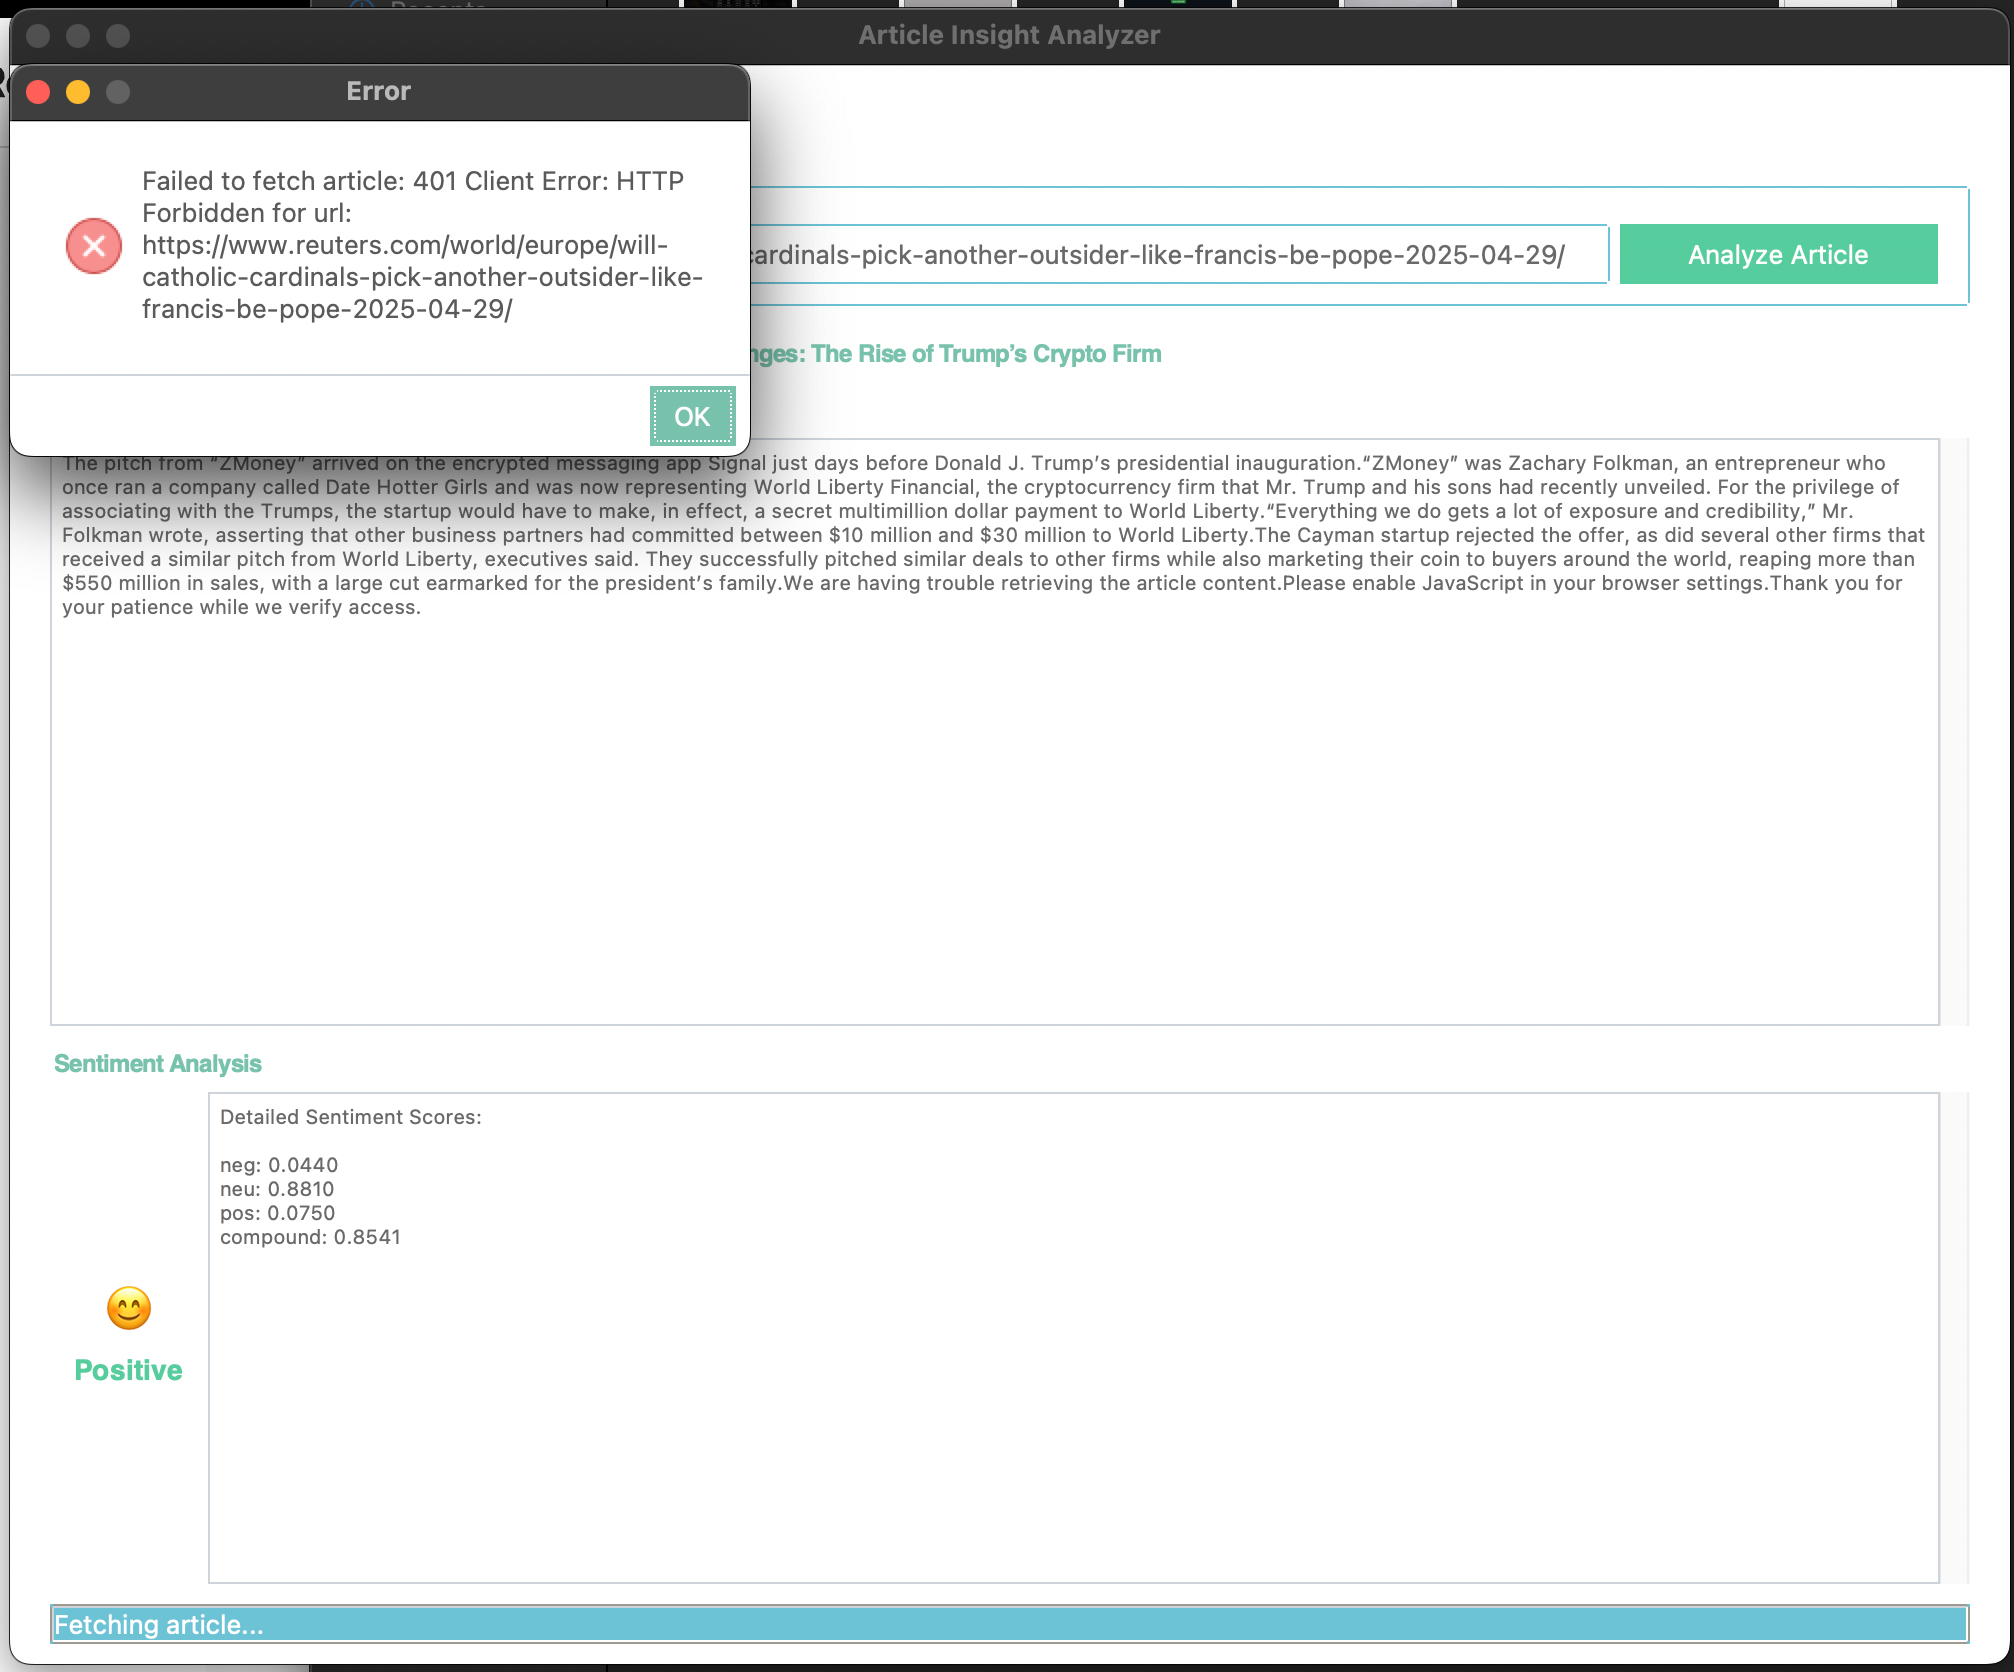 Recents
Article Insight Analyzer
Error
Failed to fetch article: 401 Client Error: HTTP
Forbidden for url:
https://www.reuters.com/world/europe/will-
catholic-cardinals-pick-another-outsider-like-
francis-be-pope-2025-04-29/
OK
cardinals-pick-another-outsider-like-francis-be-pope-2025-04-29/
Analyze Article
nges: The Rise of Trump’s Crypto Firm
The pitch from “ZMoney” arrived on the encrypted messaging app Signal just days before Donald J. Trump’s presidential inauguration.“ZMoney” was Zachary Folkman, an entrepreneur who
once ran a company called Date Hotter Girls and was now representing World Liberty Financial, the cryptocurrency firm that Mr. Trump and his sons had recently unveiled. For the privilege of
associating with the Trumps, the startup would have to make, in effect, a secret multimillion dollar payment to World Liberty.“Everything we do gets a lot of exposure and credibility,” Mr.
Folkman wrote, asserting that other business partners had committed between $10 million and $30 million to World Liberty.The Cayman startup rejected the offer, as did several other firms that
received a similar pitch from World Liberty, executives said. They successfully pitched similar deals to other firms while also marketing their coin to buyers around the world, reaping more than
$550 million in sales, with a large cut earmarked for the president’s family.We are having trouble retrieving the article content.Please enable JavaScript in your browser settings.Thank you for
your patience while we verify access.
Sentiment Analysis
Detailed Sentiment Scores:
neg: 0.0440
neu: 0.8810
pos: 0.0750
compound: 0.8541
Positive
Fetching article...